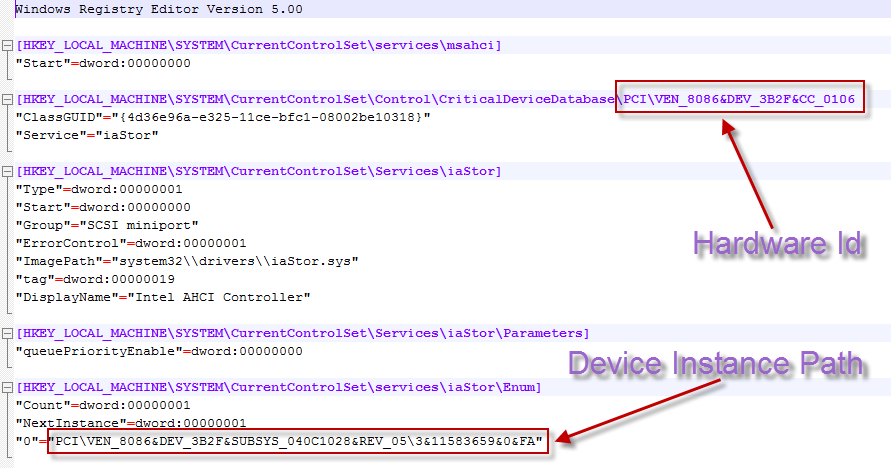 Windows Registry Editor Version 5.00
[HKEY_LOCAL_MACHINE\SYSTEM\CurrentControlSet\services\msahci]
"Start"=dword:00000000
[HKEY_LOCAL_MACHINE\SYSTEM\CurrentControlSet\Control\CriticalDeviceDatabase\PCI\VEN_8086&DEV_3B2F&CC_0106
"ClassGUID"="{4d36e96a-e325-11ce-bfc1-08002be10318}"
"Service"="iaStor"
[HKEY_LOCAL_MACHINE\SYSTEM\CurrentControlSet\Services\iaStor]
"Type"=dword:00000001
"Start"=dword:00000000
"Group"="SCSI miniport"
Hardware Id
"ErrorControl"=dword:00000001
"ImagePath"="system32\\drivers\\iaStor.sys"
"tag"=dword:00000019
"DisplayName"="Intel AHCI Controller"
[HKEY_LOCAL_MACHINE\SYSTEM\CurrentControlSet\Services\iaStor\Parameters]
"queuePriorityEnable"=dword:00000000
Device Instance Path
[HKEY_LOCAL_MACHINE\SYSTEM\CurrentControlSet\services\iaStor\Enum]
"Count"=dword:00000001
"NextInstance"=dword:00000001
"0"="PCI\VEN_8086&DEV_3B2F&SUBSYS_040C1028&REV_05\3&11583659&0&FA"